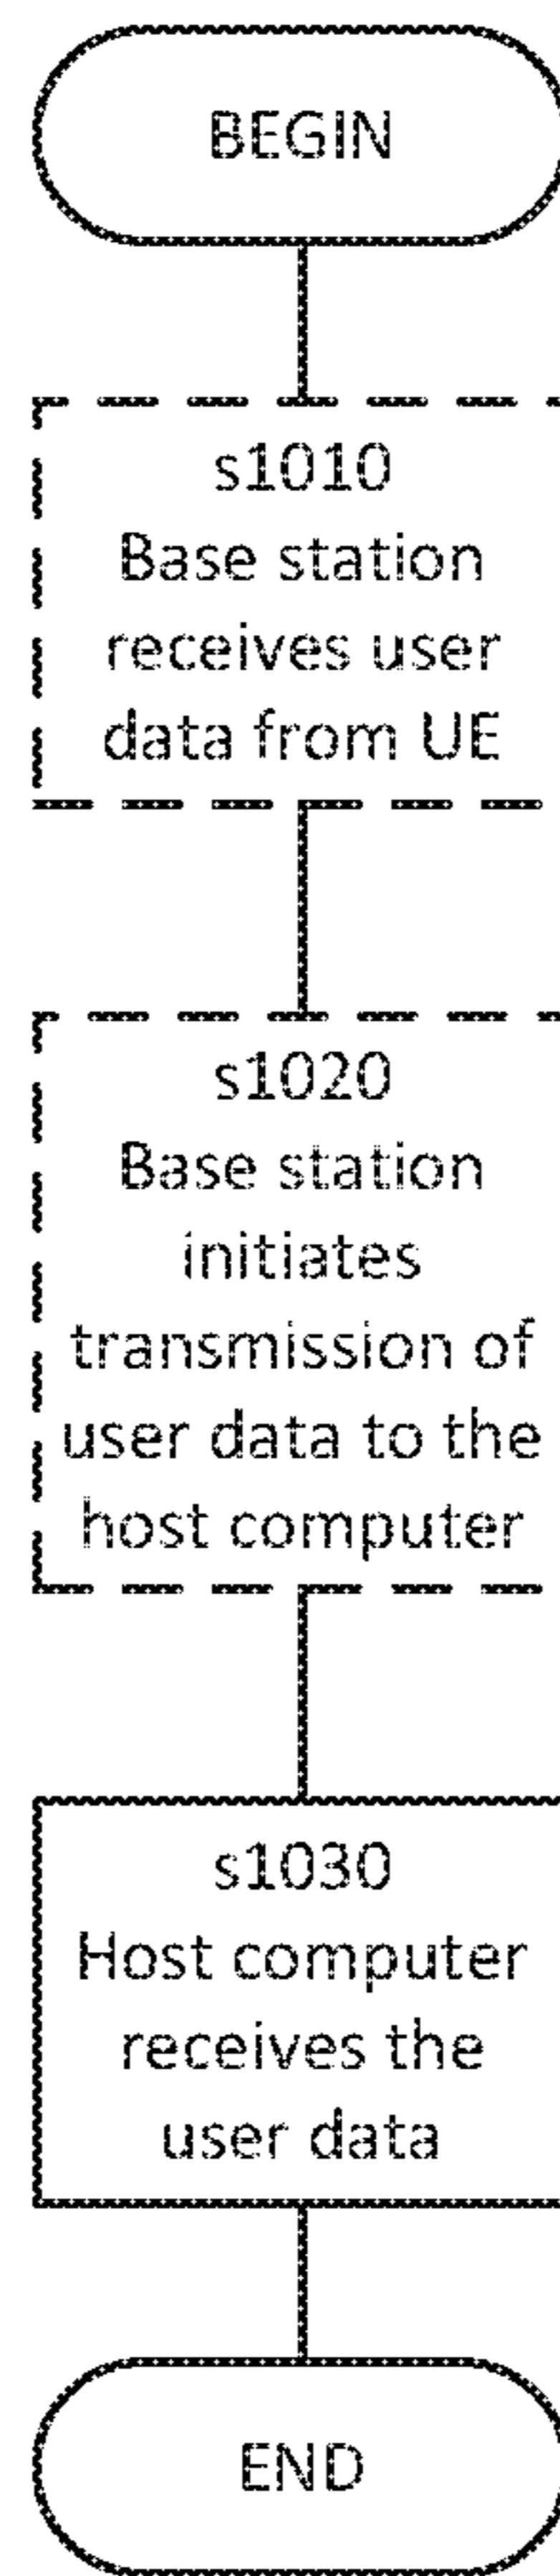 BEGIN
s1010
Base station
receives user
data from UE
s1020
Base station
initiates
transmission of
user data to the
host computer
s1030
Host computer
receives the
user data
END